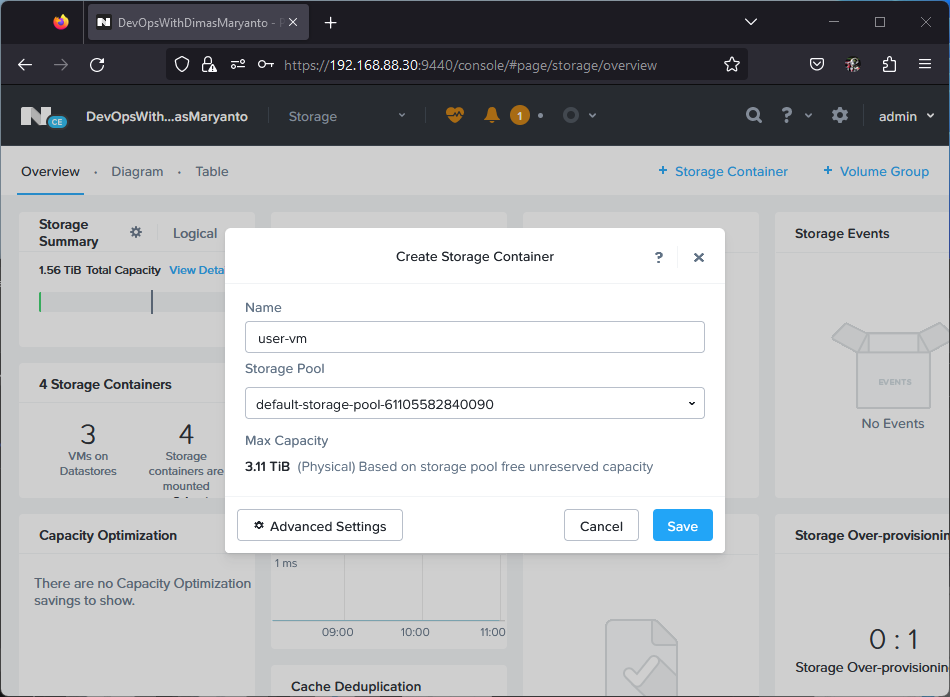 DevOpsWithDimasMaryanto -
https://192.168.88.30:9440/console/#page/storage/overview
N CE DevOpsWith...asMaryanto Storage 1 ? admin
Overview · Diagram · Table + Storage Container + Volume Group
Storage
Summary
Logical
1.56 TiB Total Capacity View
4 Storage Containers
3
VMs on
Datastores
4
Storage
containers are
mounted
Capacity Optimization
There are no Capacity Optimization
savings to show.
Create Storage Container ?
Name
user-vm
Storage Pool
default-storage-pool-61105582840090
Max Capacity
3.11 TiB (Physical) Based on storage pool free unreserved capacity
Advanced Settings Cancel Save
1 ms
09:00 10:00 11:00
Cache Deduplication
Storage Events
EVENTS
No Events
Storage Over-provisionin
0 : 1
Storage Over-provisionin